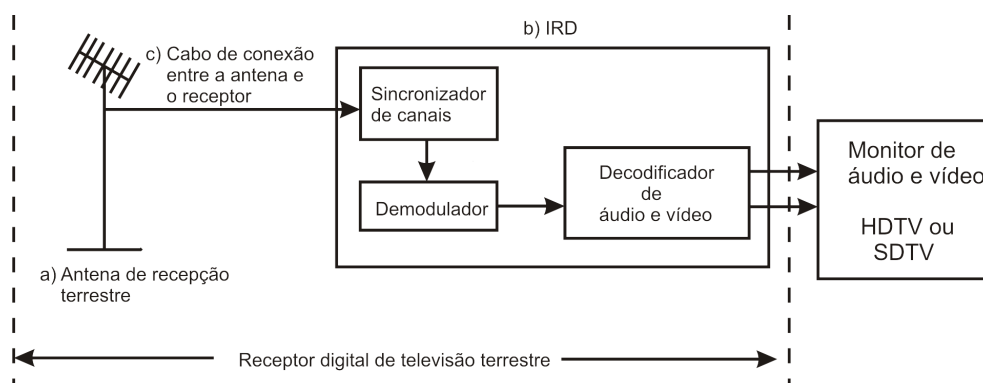 b) IRD
c) Cabo de conexão
entre a antena e
o receptor
Sincronizador
de canais
Demodulador
Decodificador
de
áudio e vídeo
Monitor de
áudio e vídeo
HDTV ou
SDTV
a) Antena de recepção
terrestre
Receptor digital de televisão terrestre